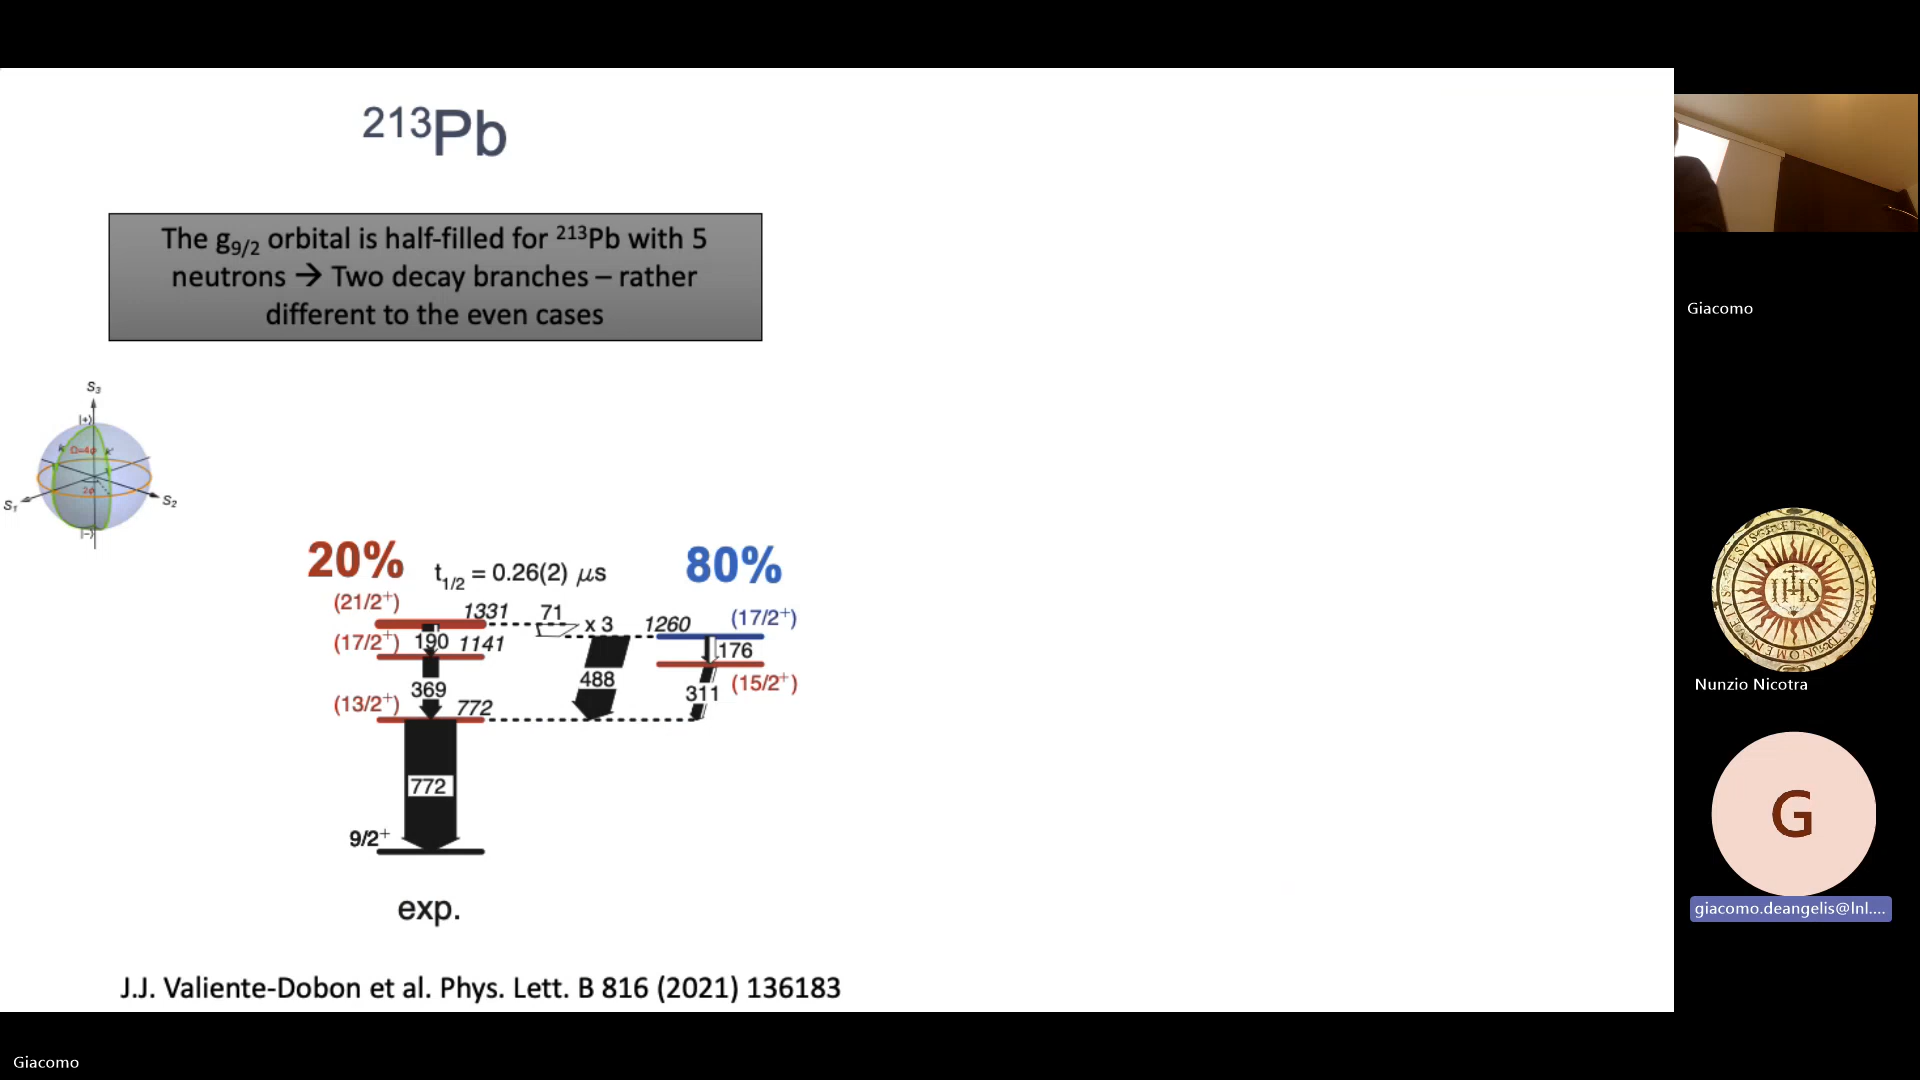 ²¹³Pb
The g₉/₂ orbital is half-filled for ²¹³Pb with 5
neutrons → Two decay branches – rather
different to the even cases
S₃
|+⟩
k
Ω=4φ
k'
2φ
S₁
S₂
|−⟩
20%
t₁/₂ = 0.26(2) μs
80%
(21/2⁺)
1331
71
x 3
1260
(17/2⁺)
(17/2⁺)
190
1141
176
369
488
311
(15/2⁺)
(13/2⁺)
772
772
9/2⁺
exp.
J.J. Valiente-Dobon et al. Phys. Lett. B 816 (2021) 136183
Giacomo
IHS
Nunzio Nicotra
G
giacomo.deangelis@lnl....
Giacomo